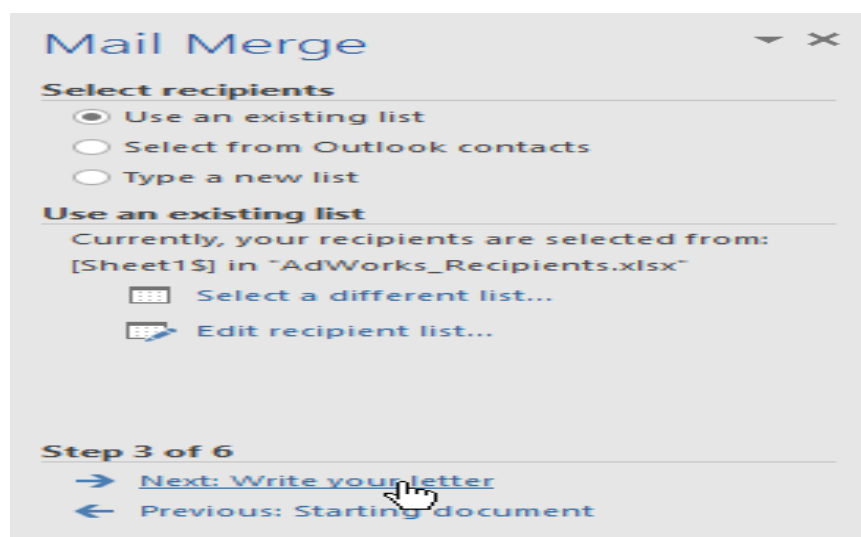 Mail Merge
Select recipients
Use an existing list
Select from Outlook contacts
Type a new list
Use an existing list
Currently, your recipients are selected from:
[Sheet1$] in "AdWorks_Recipients.xlsx"
Select a different list...
Edit recipient list...
Step 3 of 6
Next: Write your letter
Previous: Starting document